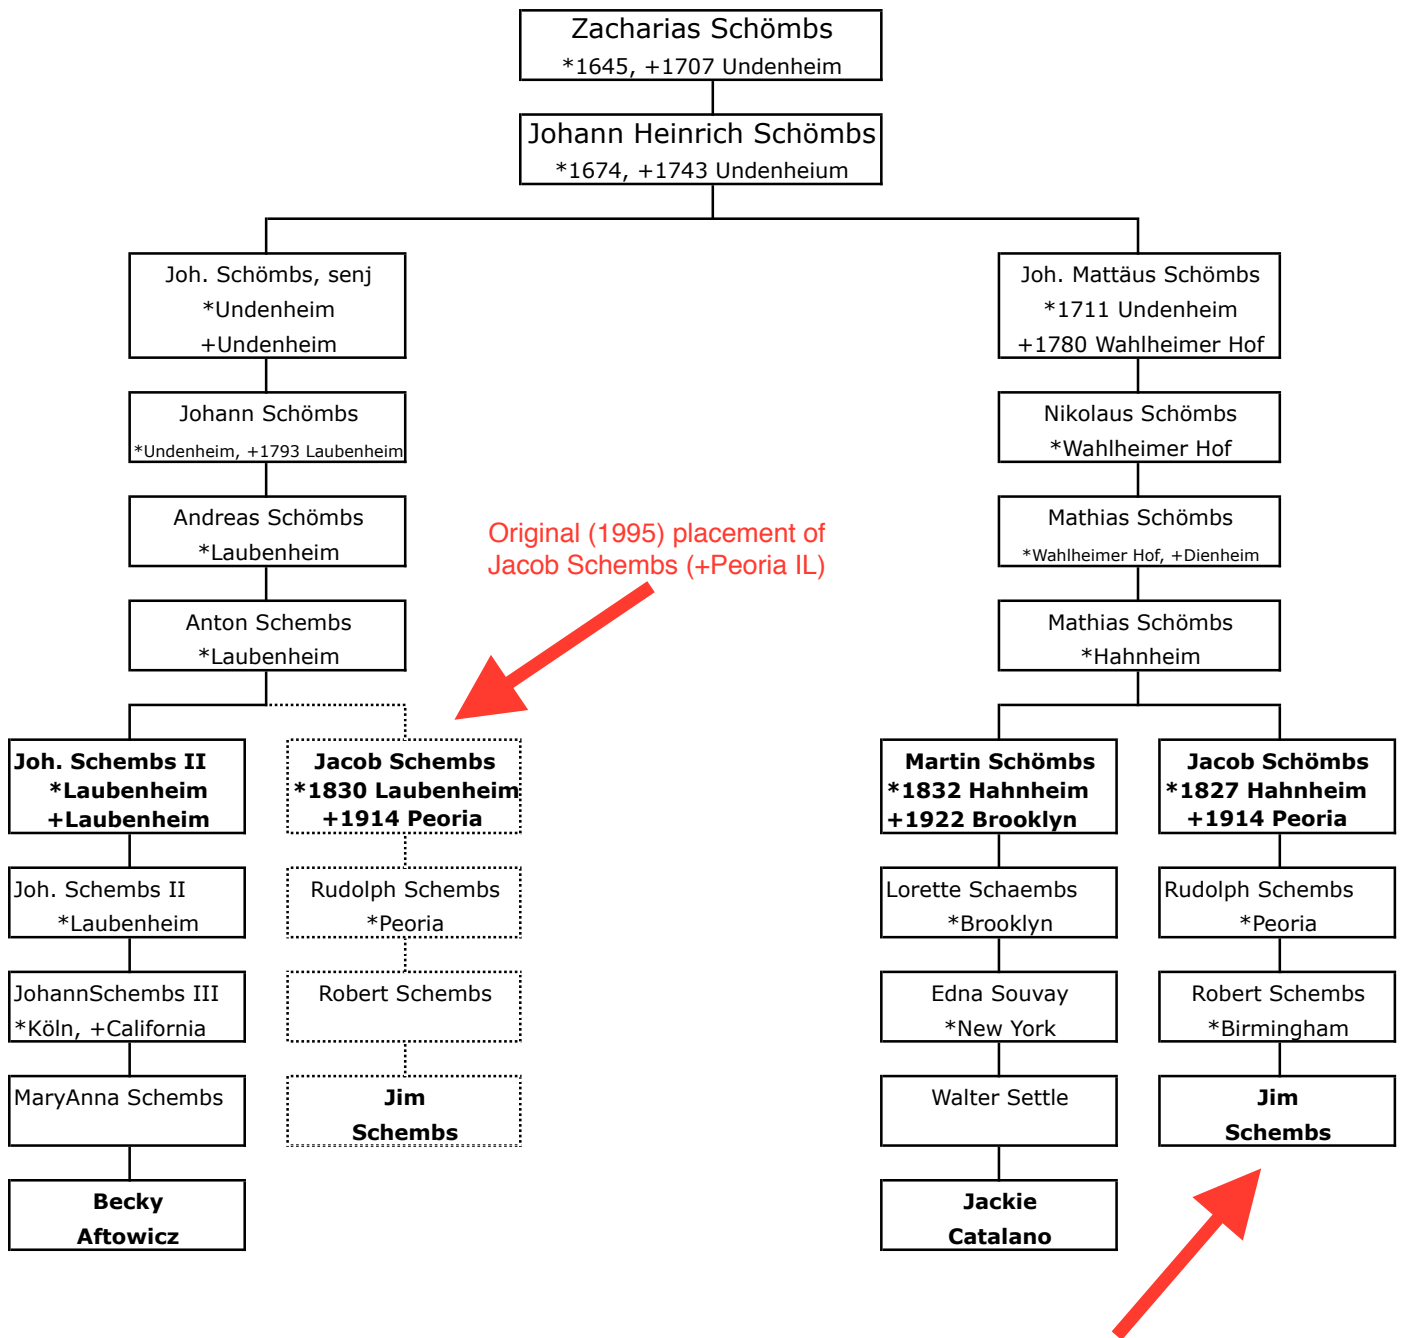 Zacharias Schömbs
*1645, +1707 Undenheim
Johann Heinrich Schömbs
*1674, +1743 Undenheium
Joh. Schömbs, senj
*Undenheim
+Undenheim
Joh. Mattäus Schömbs
*1711 Undenheim
+1780 Wahlheimer Hof
Johann Schömbs
*Undenheim, +1793 Laubenheim
Nikolaus Schömbs
*Wahlheimer Hof
Andreas Schömbs
*Laubenheim
Original (1995) placement of
Jacob Schembs (+Peoria IL)
Mathias Schömbs
*Wahlheimer Hof, +Dienheim
Anton Schembs
*Laubenheim
Mathias Schömbs
*Hahnheim
Joh. Schembs II
*Laubenheim
+Laubenheim
Jacob Schembs
*1830 Laubenheim
+1914 Peoria
Martin Schömbs
*1832 Hahnheim
+1922 Brooklyn
Jacob Schömbs
*1827 Hahnheim
+1914 Peoria
Joh. Schembs II
*Laubenheim
Rudolph Schembs
*Peoria
Lorette Schaembs
*Brooklyn
Rudolph Schembs
*Peoria
JohannSchembs III
*Köln, +California
Robert Schembs
Edna Souvay
*New York
Robert Schembs
*Birmingham
MaryAnna Schembs
Jim
Schembs
Walter Settle
Jim
Schembs
Becky
Aftowicz
Jackie
Catalano